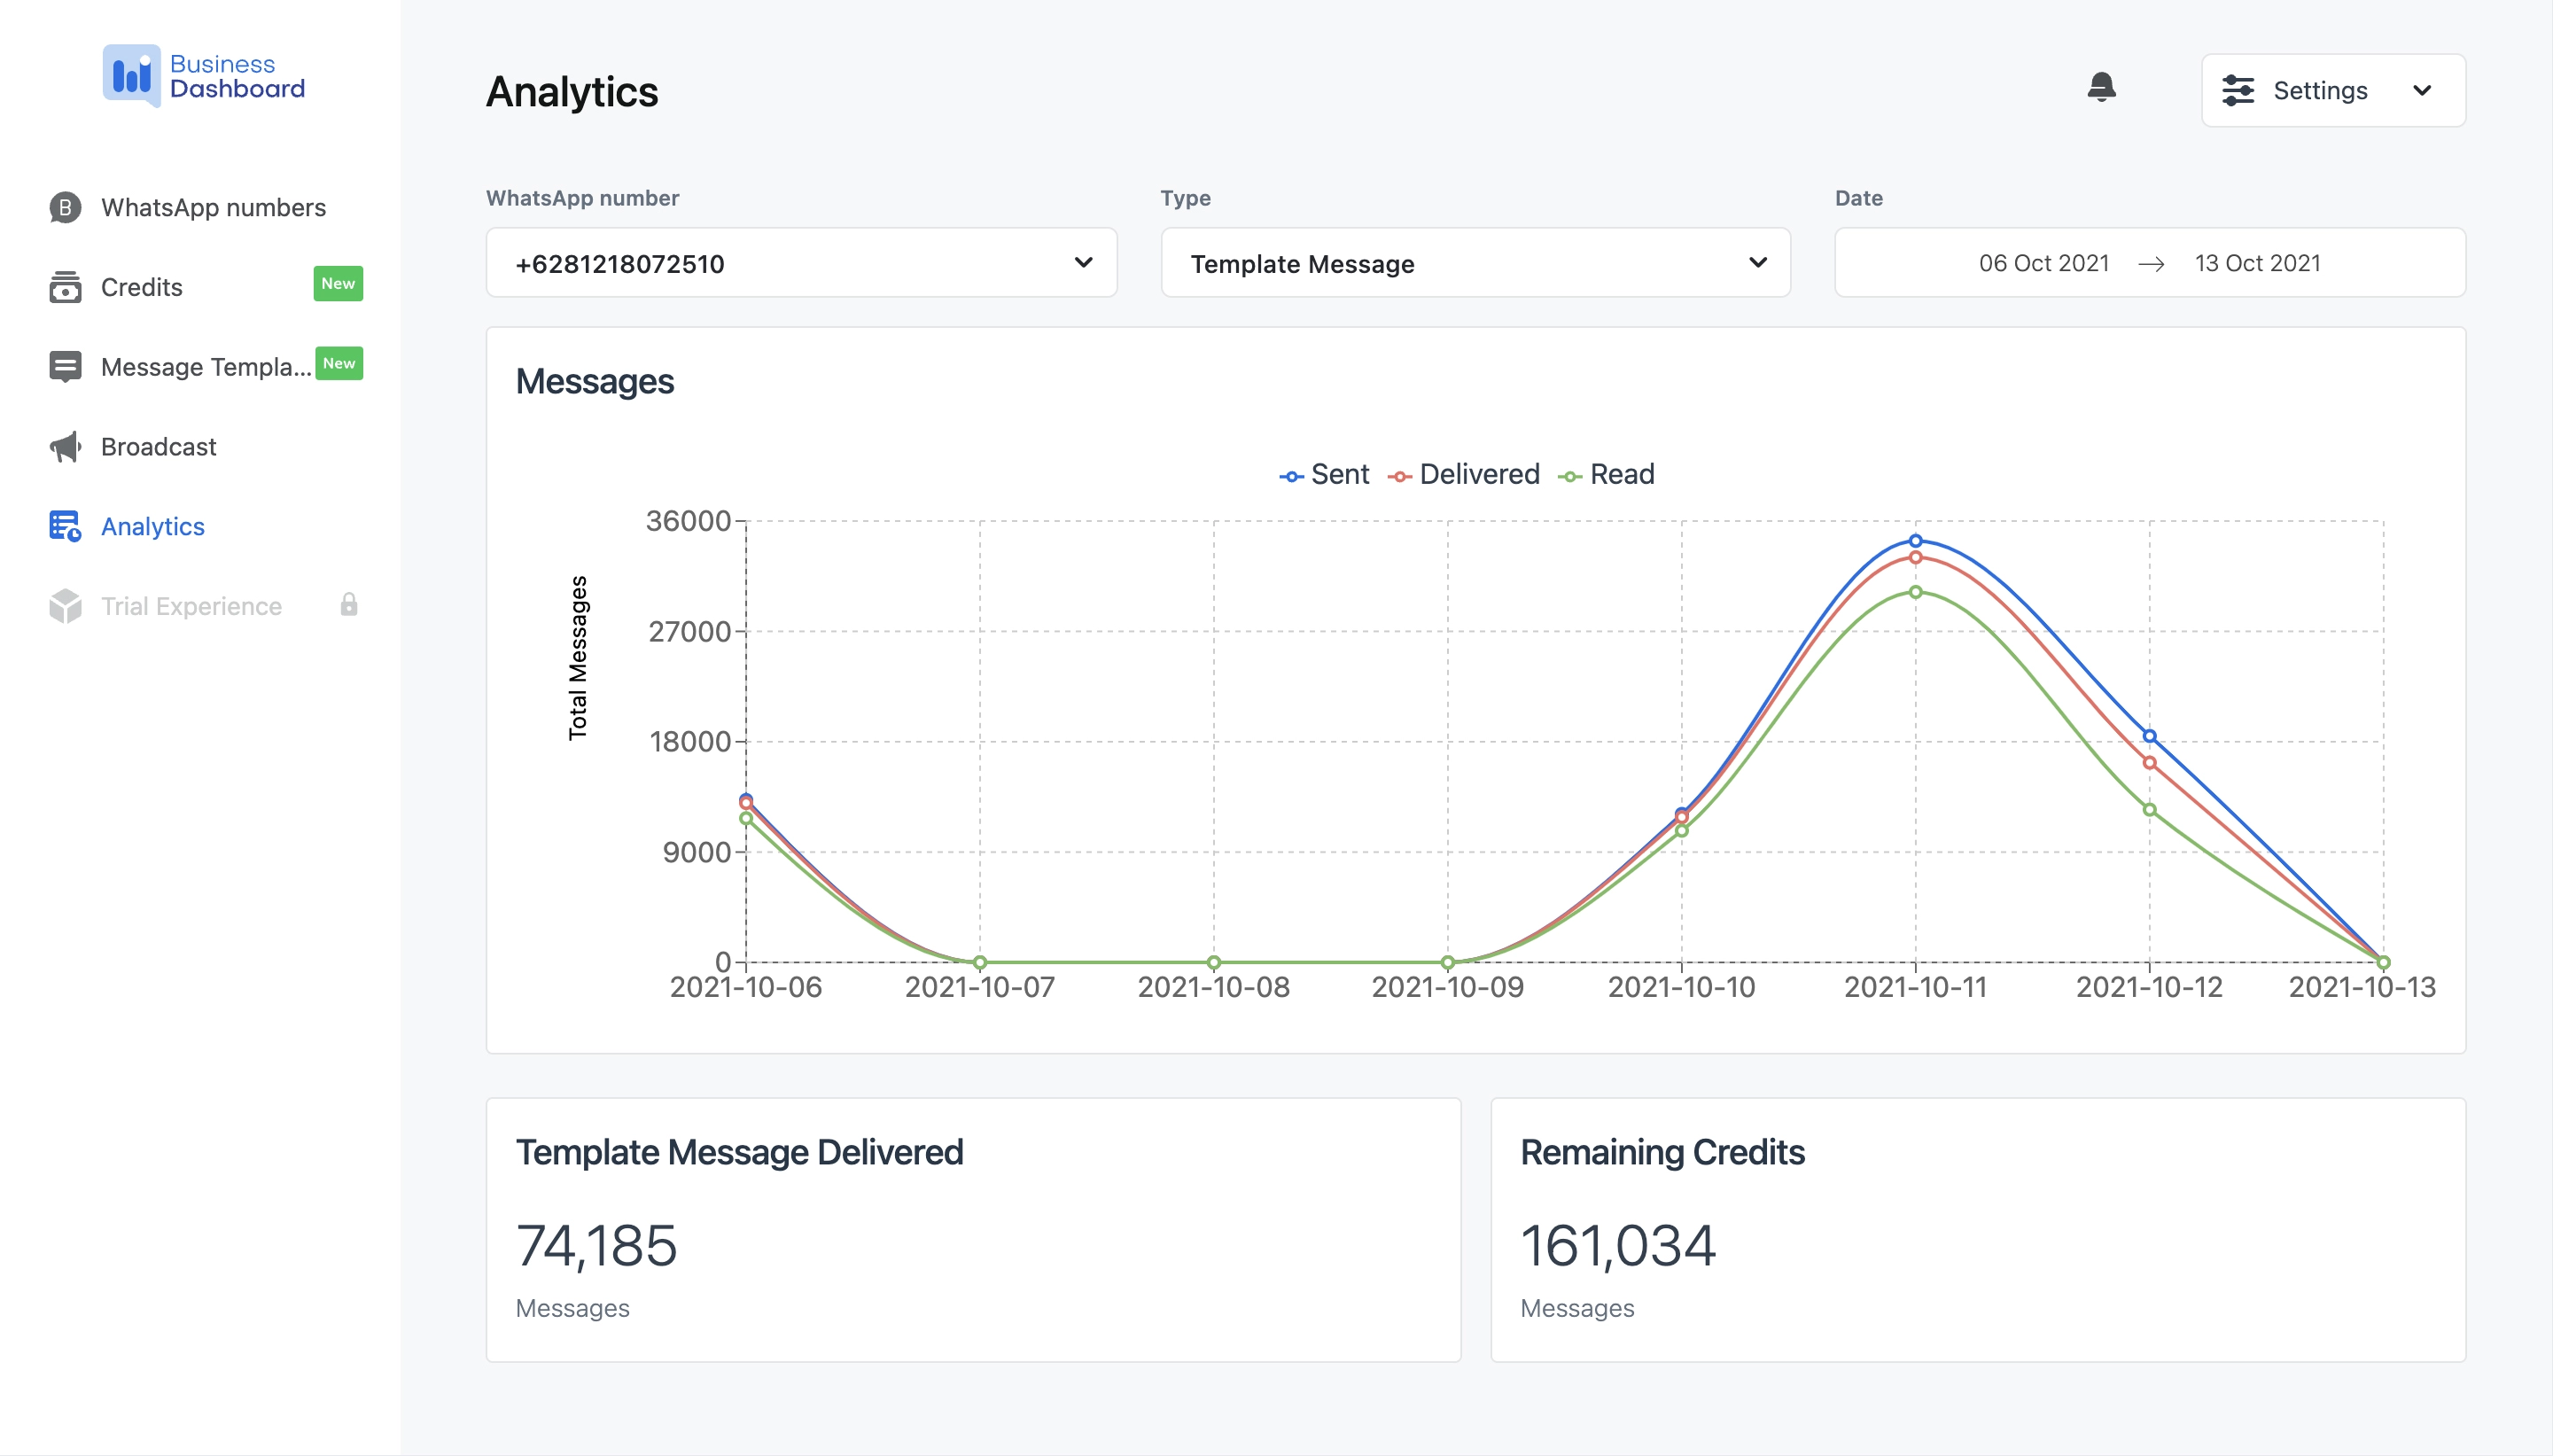 Business
Dashboard
WhatsApp numbers
Credits
New
Message Templa...
New
Broadcast
Analytics
Trial Experience
Analytics
Settings
WhatsApp number
+6281218072510
Type
Template Message
Date
06 Oct 2021 → 13 Oct 2021
Messages
Sent Delivered Read
Total Messages
36000
27000
18000
9000
0
2021-10-06 2021-10-07 2021-10-08 2021-10-09 2021-10-10 2021-10-11 2021-10-12 2021-10-13
Template Message Delivered
74,185
Messages
Remaining Credits
161,034
Messages